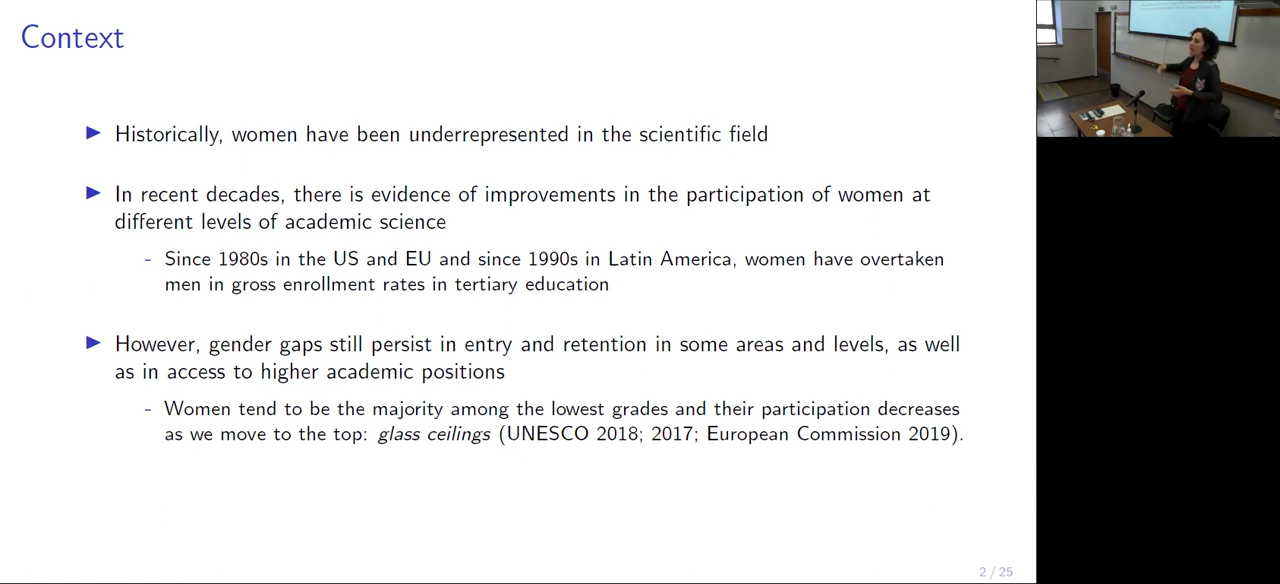 Context
▶ Historically, women have been underrepresented in the scientific field
▶ In recent decades, there is evidence of improvements in the participation of women at
different levels of academic science
- Since 1980s in the US and EU and since 1990s in Latin America, women have overtaken
men in gross enrollment rates in tertiary education
▶ However, gender gaps still persist in entry and retention in some areas and levels, as well
as in access to higher academic positions
- Women tend to be the majority among the lowest grades and their participation decreases
as we move to the top: glass ceilings (UNESCO 2018; 2017; European Commission 2019).
2 / 25